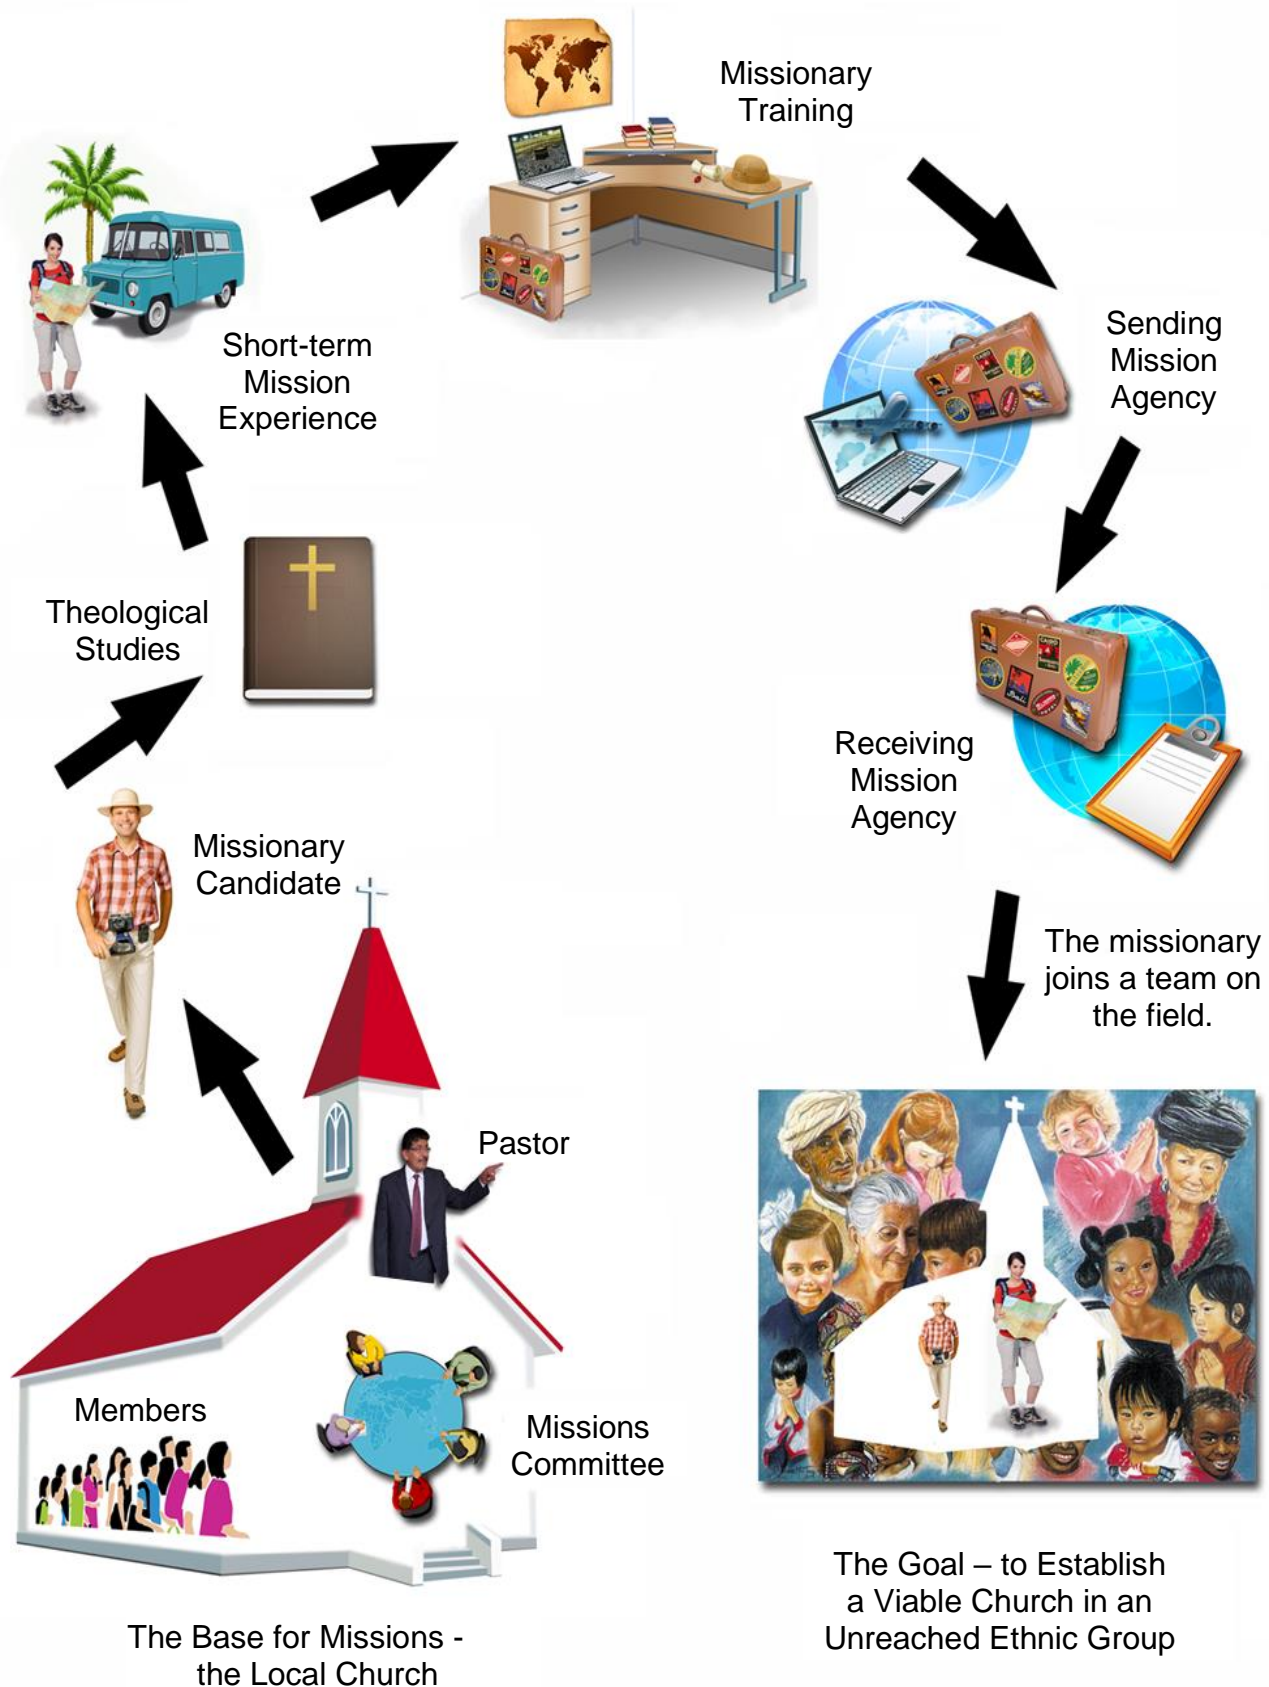 Missionary
Training
Short-term
Mission
Experience
Sending
Mission
Agency
Theological
Studies
Receiving
Mission
Agency
Missionary
Candidate
The missionary
joins a team on
the field.
Pastor
Members
Missions
Committee
The Goal – to Establish
a Viable Church in an
Unreached Ethnic Group
The Base for Missions -
the Local Church